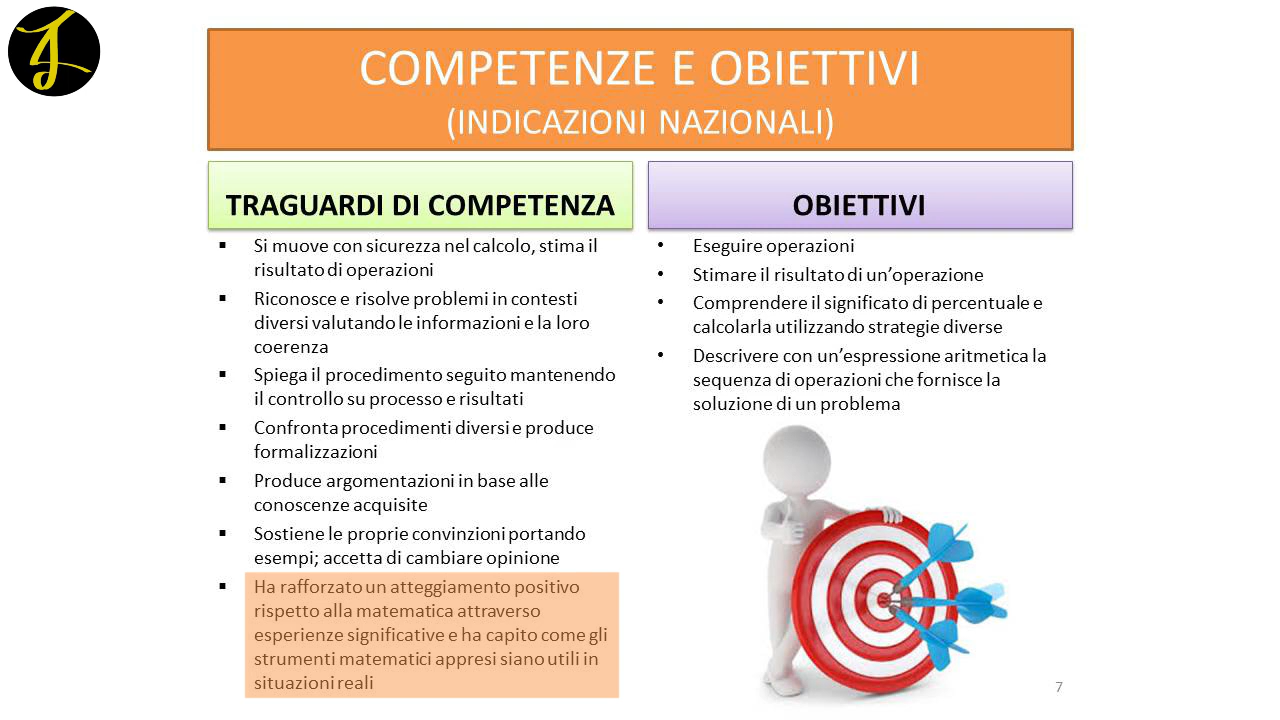 COMPETENZE E OBIETTIVI
(INDICAZIONI NAZIONALI)
TRAGUARDI DI COMPETENZA
▪ Si muove con sicurezza nel calcolo, stima il
risultato di operazioni
▪ Riconosce e risolve problemi in contesti
diversi valutando le informazioni e la loro
coerenza
▪ Spiega il procedimento seguito mantenendo
il controllo su processo e risultati
▪ Confronta procedimenti diversi e produce
formalizzazioni
▪ Produce argomentazioni in base alle
conoscenze acquisite
▪ Sostiene le proprie convinzioni portando
esempi; accetta di cambiare opinione
▪ Ha rafforzato un atteggiamento positivo
rispetto alla matematica attraverso
esperienze significative e ha capito come gli
strumenti matematici appresi siano utili in
situazioni reali
OBIETTIVI
• Eseguire operazioni
• Stimare il risultato di un’operazione
• Comprendere il significato di percentuale e
calcolarla utilizzando strategie diverse
• Descrivere con un’espressione aritmetica la
sequenza di operazioni che fornisce la
soluzione di un problema
7